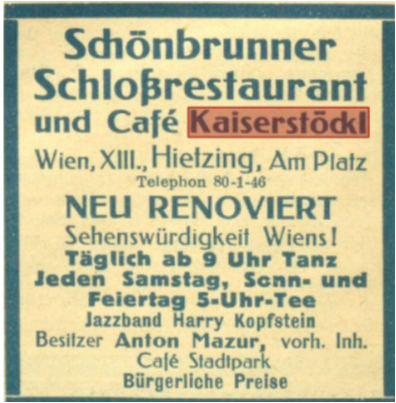 Schönbrunner
Schloßrestaurant
und Café Kaiserstöckl
Wien, XIII., Hietzing, Am Platz
Telephon 80-1-46
NEU RENOVIERT
Sehenswürdigkeit Wiens!
Täglich ab 9 Uhr Tanz
Jeden Samstag, Sonn- und
Feiertag 5-Uhr-Tee
Jazzband Harry Kopfstein
Besitzer Anton Mazur, vorh. Inh.
Café Stadtpark
Bürgerliche Preise